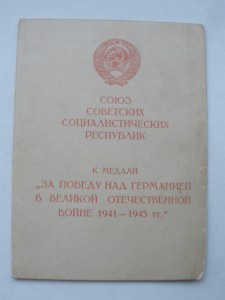 СОЮЗ
СОВЕТСКИХ
СОЦИАЛИСТИЧЕСКИХ
РЕСПУБЛИК
К МЕДАЛИ
„ЗА ПОБЕДУ НАД ГЕРМАНИЕЙ
В ВЕЛИКОЙ ОТЕЧЕСТВЕННОЙ
ВОЙНЕ 1941—1945 гг."